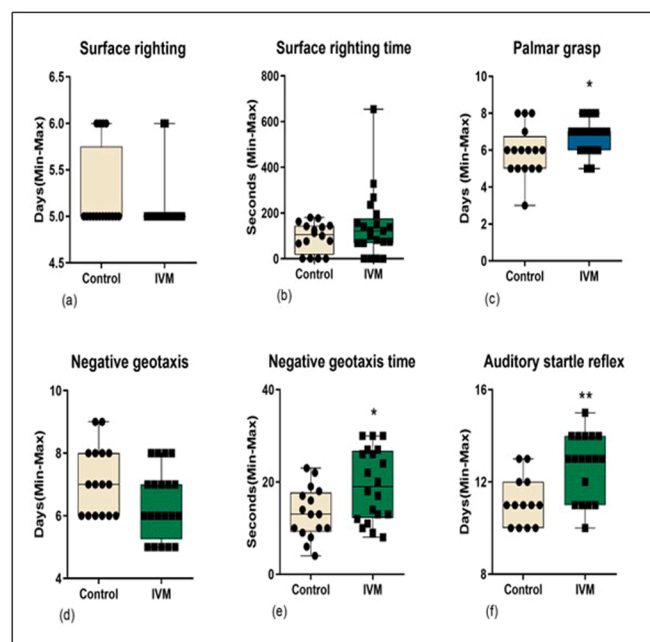 Surface righting
Days(Min-Max)
6.5
6.0
5.5
5.0
4.5
Control
IVM
(a)
Surface righting time
Seconds (Min-Max)
800
600
400
200
0
Control
IVM
(b)
Palmar grasp
*
Days (Min-Max)
10
8
6
4
2
0
Control
IVM
(c)
Negative geotaxis
Days(Min-Max)
10
8
6
4
Control
IVM
(d)
Negative geotaxis time
*
Seconds(Min-Max)
40
20
0
Control
IVM
(e)
Auditory startle reflex
**
Days(Min-Max)
16
12
8
Control
IVM
(f)